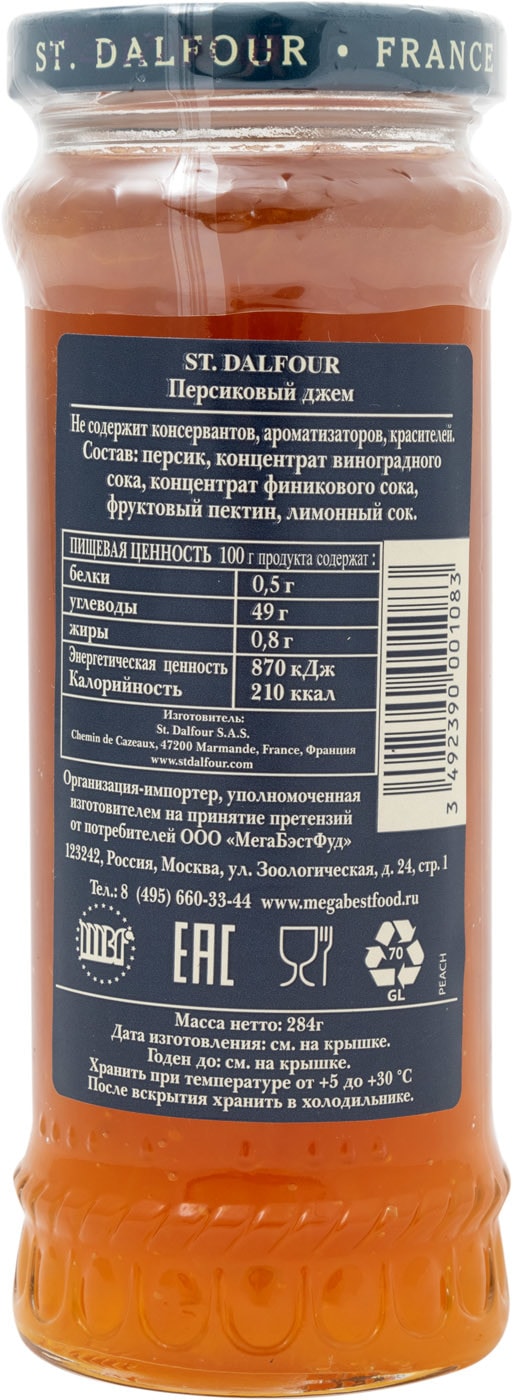 ST. DALFOUR • FRANCE
ST. DALFOUR
Персиковый джем
Не содержит консервантов, ароматизаторов, красителей.
Состав: персик, концентрат виноградного
сока, концентрат финикового сока,
фруктовый пектин, лимонный сок.
ПИЩЕВАЯ ЦЕННОСТЬ 100 г продукта содержат :
белки 0,5 г
углеводы 49 г
жиры 0,8 г
Энергетическая ценность 870 кДж
Калорийность 210 ккал
Изготовитель:
St. Dalfour S.A.S.
Chemin de Cazeaux, 47200 Marmande, France, Франция
www.stdalfour.com
3 492390 001083
Организация-импортер, уполномоченная
изготовителем на принятие претензий
от потребителей ООО «МегаБэстФуд»
123242, Россия, Москва, ул. Зоологическая, д. 24, стр. 1
Тел.: 8 (495) 660-33-44 www.megabestfood.ru
EAC
70
GL
PEACH
Масса нетто: 284г
Дата изготовления: см. на крышке.
Годен до: см. на крышке.
Хранить при температуре от +5 до +30 °C
После вскрытия хранить в холодильнике.